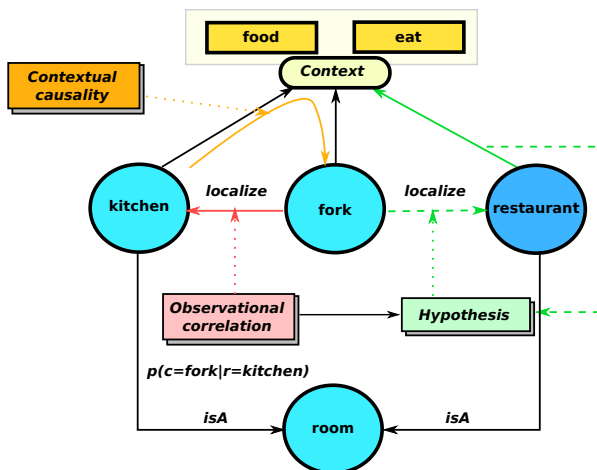 food
eat
Context
Contextual
causality
kitchen
localize
fork
localize
restaurant
Observational
correlation
Hypothesis
p(c=fork|r=kitchen)
isA
room
isA